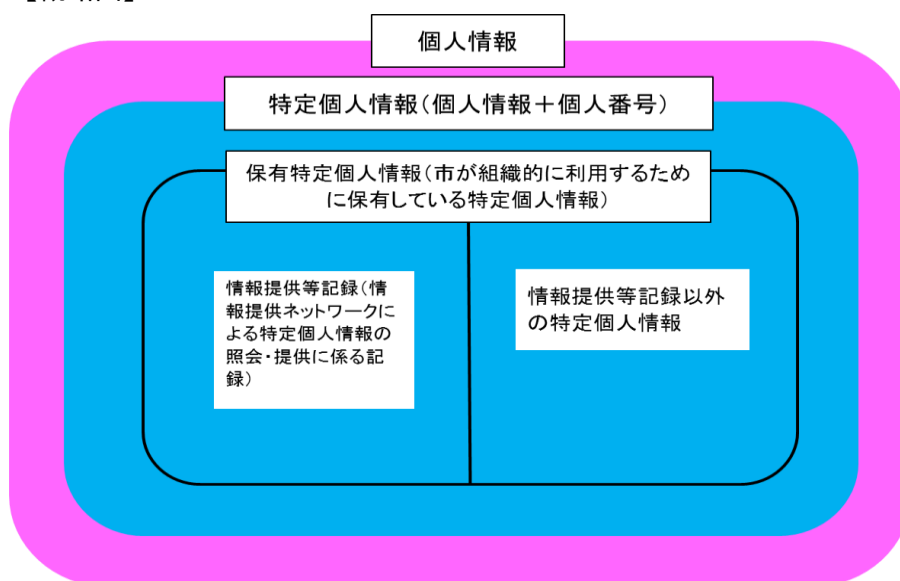 個人情報
特定個人情報（個人情報＋個人番号）
保有特定個人情報（市が組織的に利用するため
に保有している特定個人情報）
情報提供等記録（情
報提供ネットワークに
よる特定個人情報の
照会・提供に係る記
録）
情報提供等記録以外
の特定個人情報